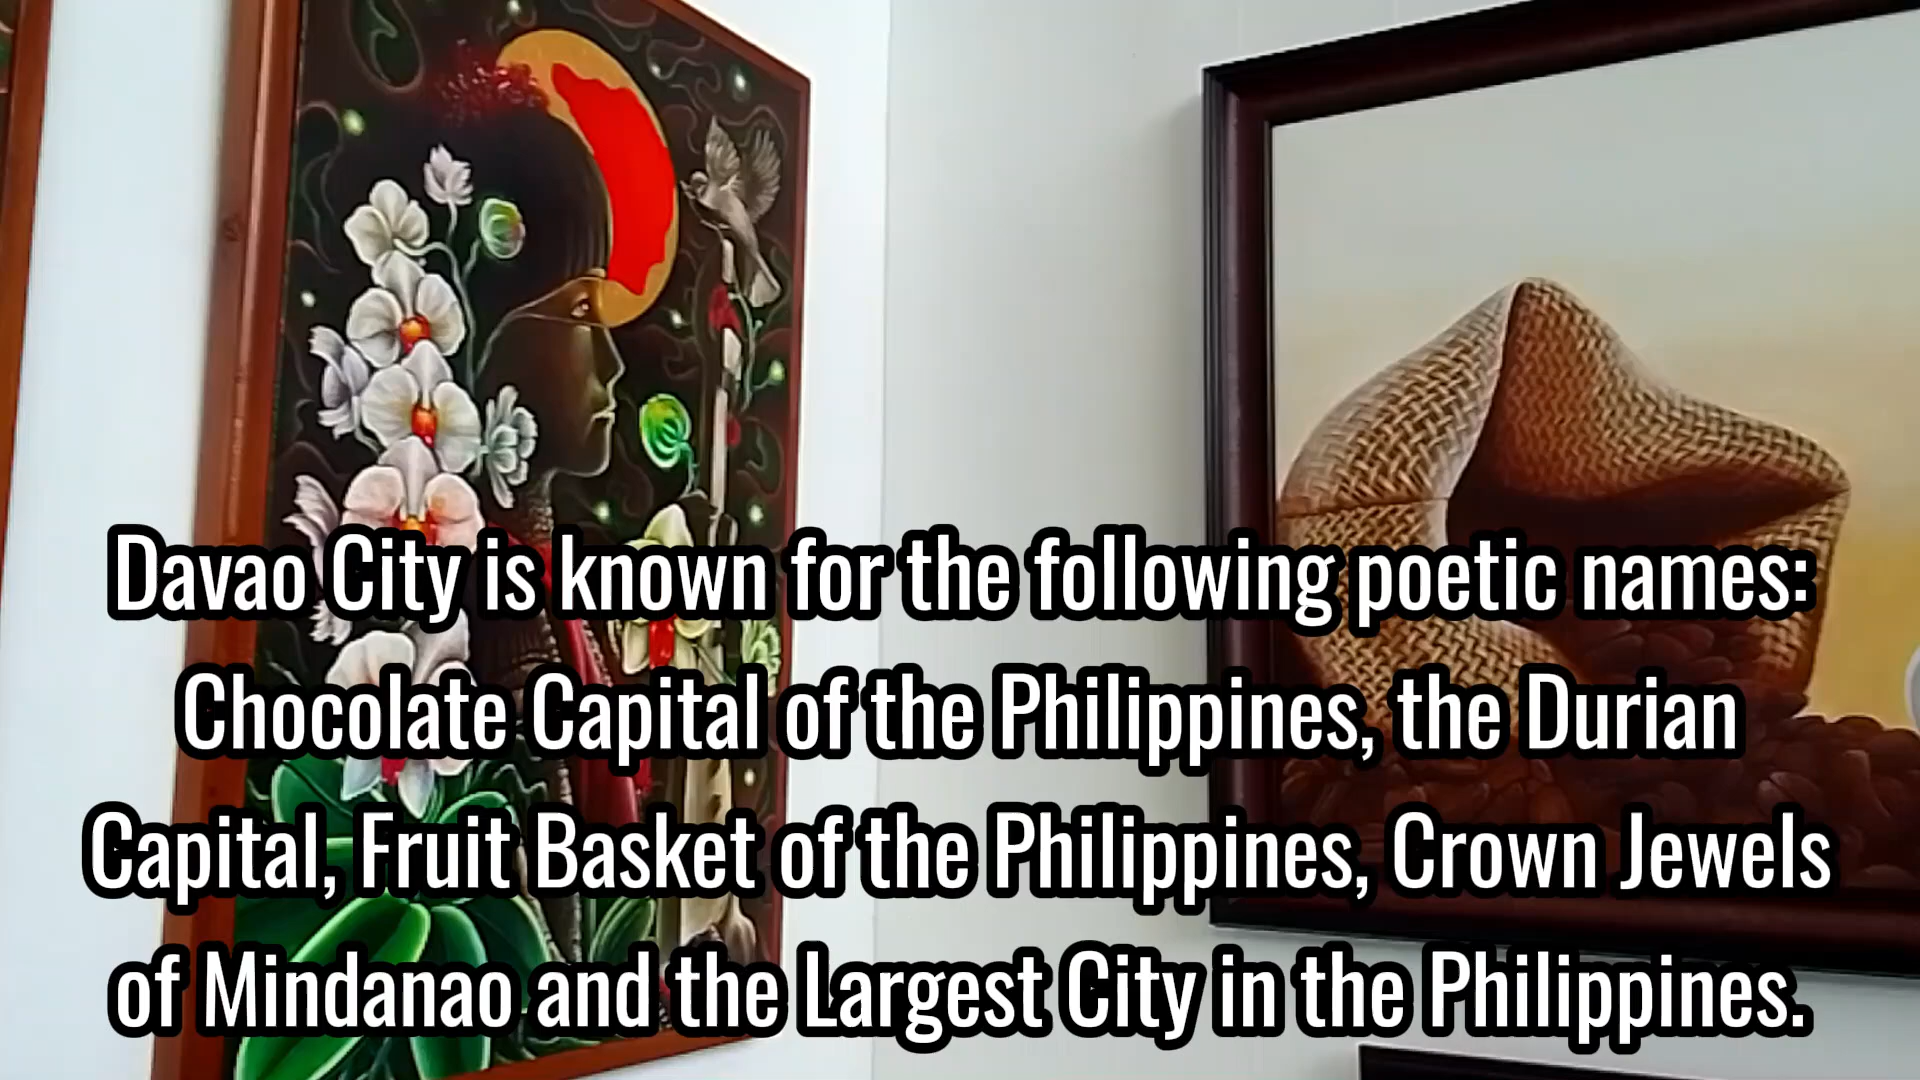 Davao City is known for the following poetic names:
Chocolate Capital of the Philippines, the Durian
Capital, Fruit Basket of the Philippines, Crown Jewels
of Mindanao and the Largest City in the Philippines.